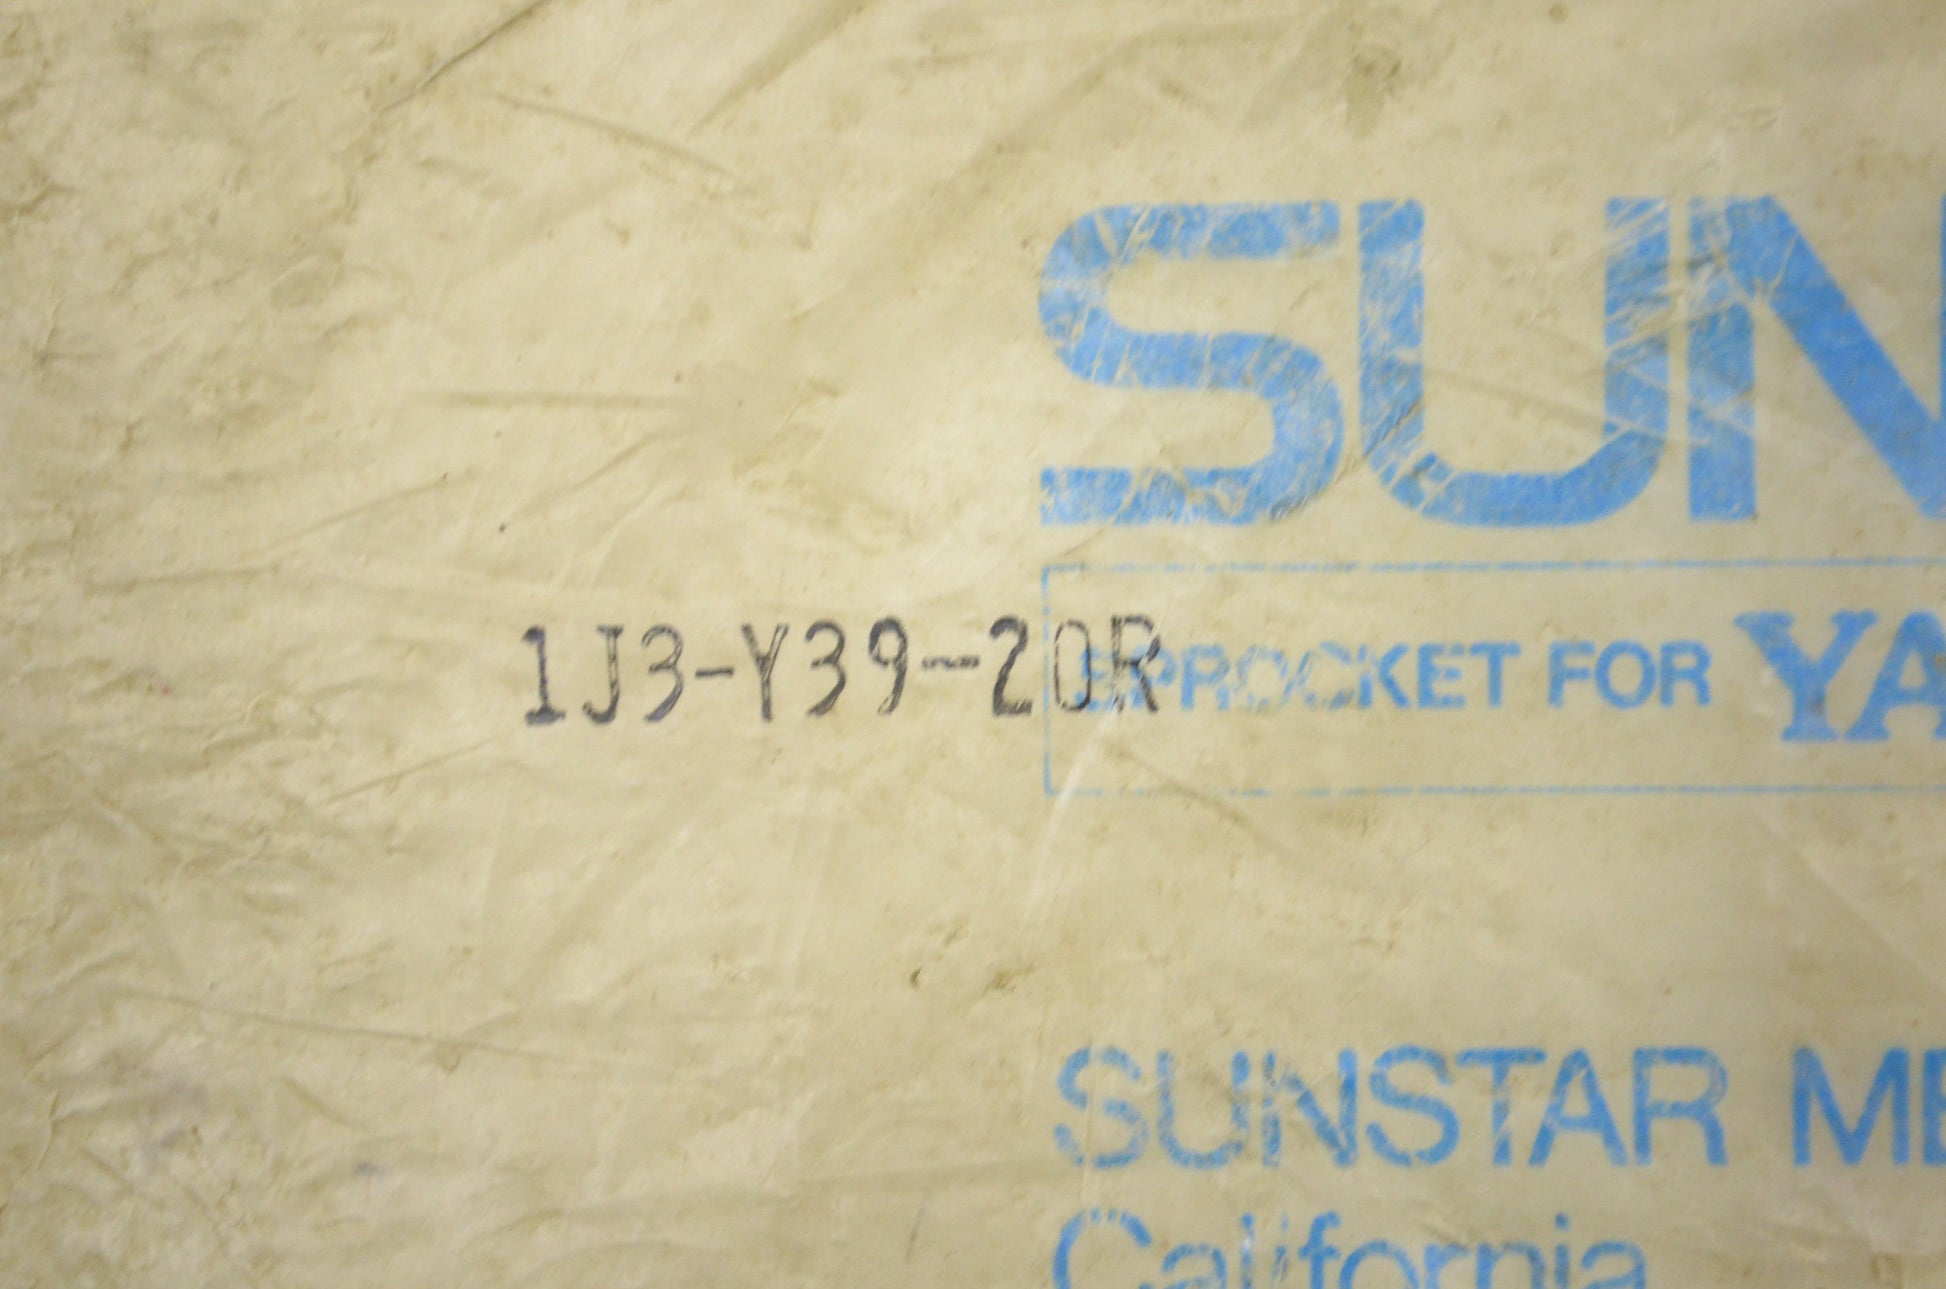 SUN
1J3-Y39-20R
SPROCKET FOR YA
SUNSTAR ME
California